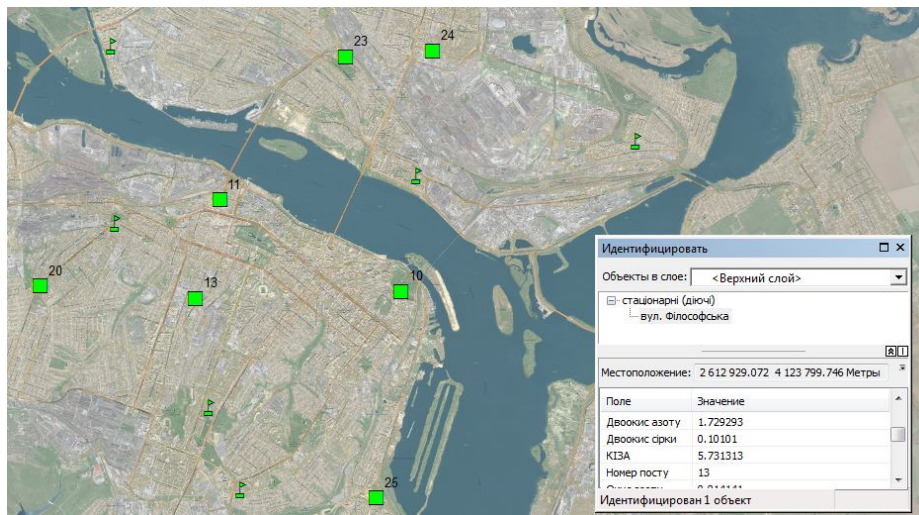 23
24
11
20
13
10
25
Идентифицировать
Объекты в слое: <Верхний слой>
стаціонарні (діючі)
вул. Філософська
Местоположение: 2 612 929.072 4 123 799.746 Метры
Поле Значение
Двоокис азоту 1.729293
Двоокис сірки 0.10101
КІЗА 5.731313
Номер посту 13
Идентифицирован 1 объект